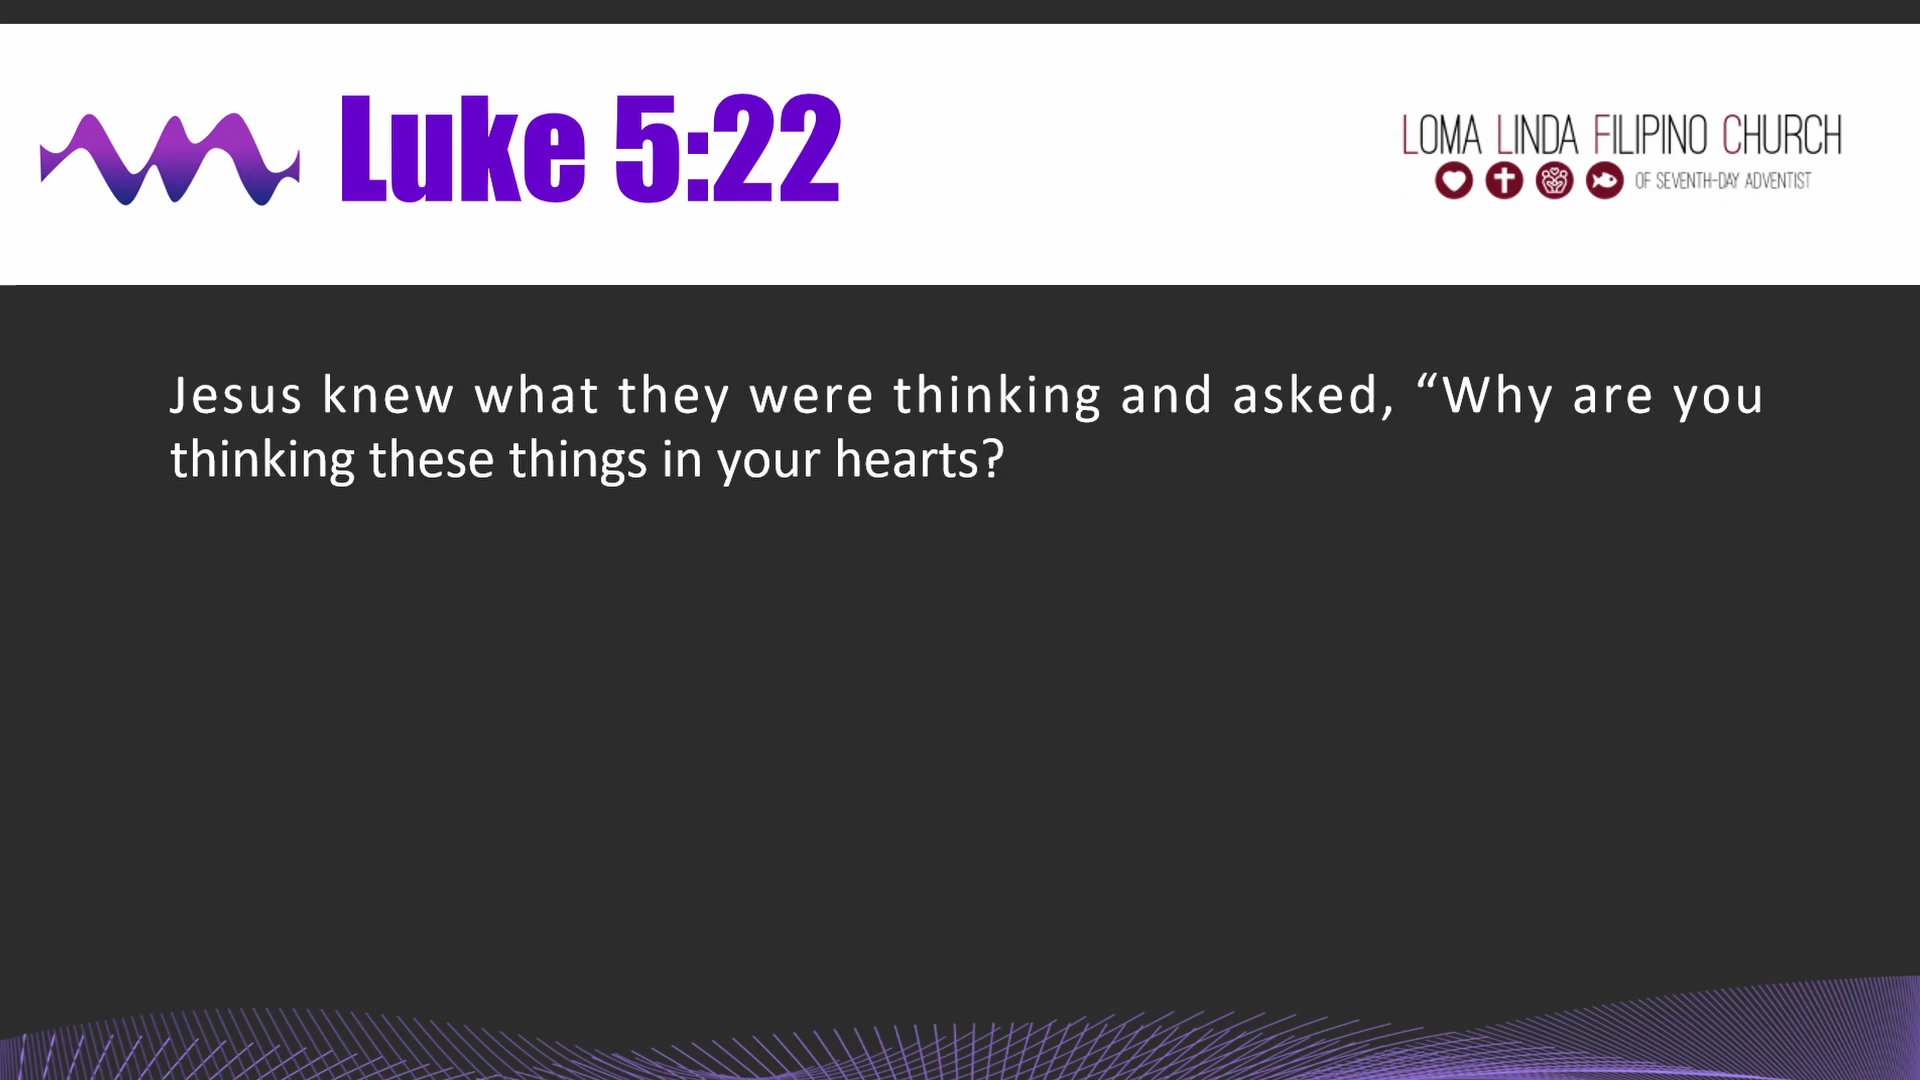 Luke 5:22
LOMA LINDA FILIPINO CHURCH
OF SEVENTH-DAY ADVENTIST
Jesus knew what they were thinking and asked, “Why are you
thinking these things in your hearts?